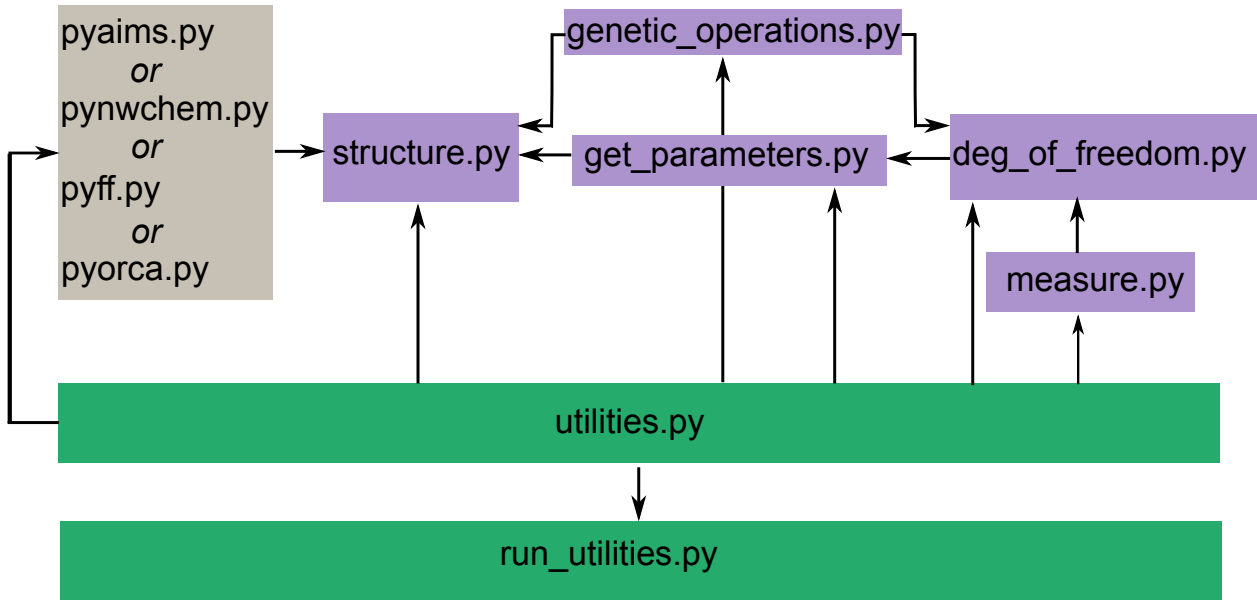 pyaims.py
or
pynwchem.py
or
pyff.py
or
pyorca.py
genetic_operations.py
structure.py
get_parameters.py
deg_of_freedom.py
measure.py
utilities.py
run_utilities.py